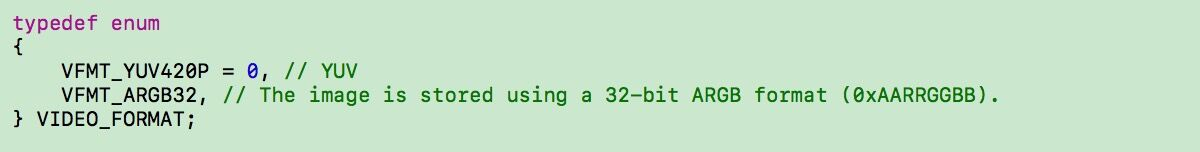 typedef enum
{
    VFMT_YUV420P = 0, // YUV
    VFMT_ARGB32, // The image is stored using a 32-bit ARGB format (0xAARRGGBB).
} VIDEO_FORMAT;